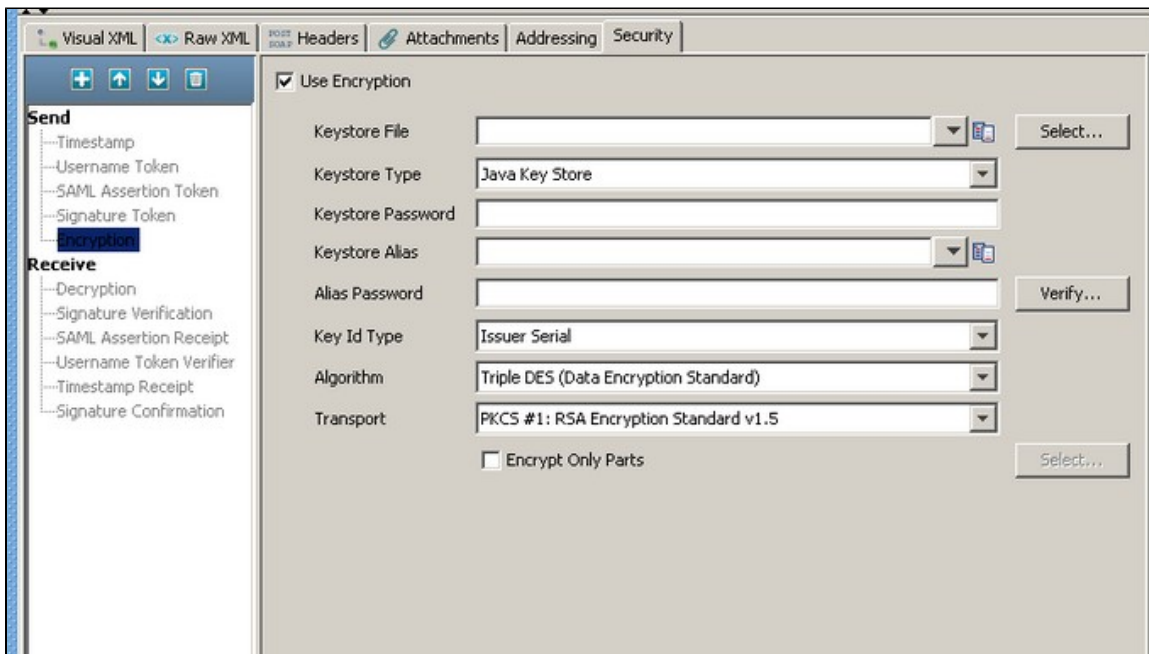 Visual XML <X> Raw XML POST SOAP Headers Attachments Addressing Security
Use Encryption
Send
Timestamp
Username Token
SAML Assertion Token
Signature Token
Encryption
Receive
Decryption
Signature Verification
SAML Assertion Receipt
Username Token Verifier
Timestamp Receipt
Signature Confirmation
Keystore File Select...
Keystore Type Java Key Store
Keystore Password
Keystore Alias
Alias Password Verify...
Key Id Type Issuer Serial
Algorithm Triple DES (Data Encryption Standard)
Transport PKCS #1: RSA Encryption Standard v1.5
Encrypt Only Parts Select...